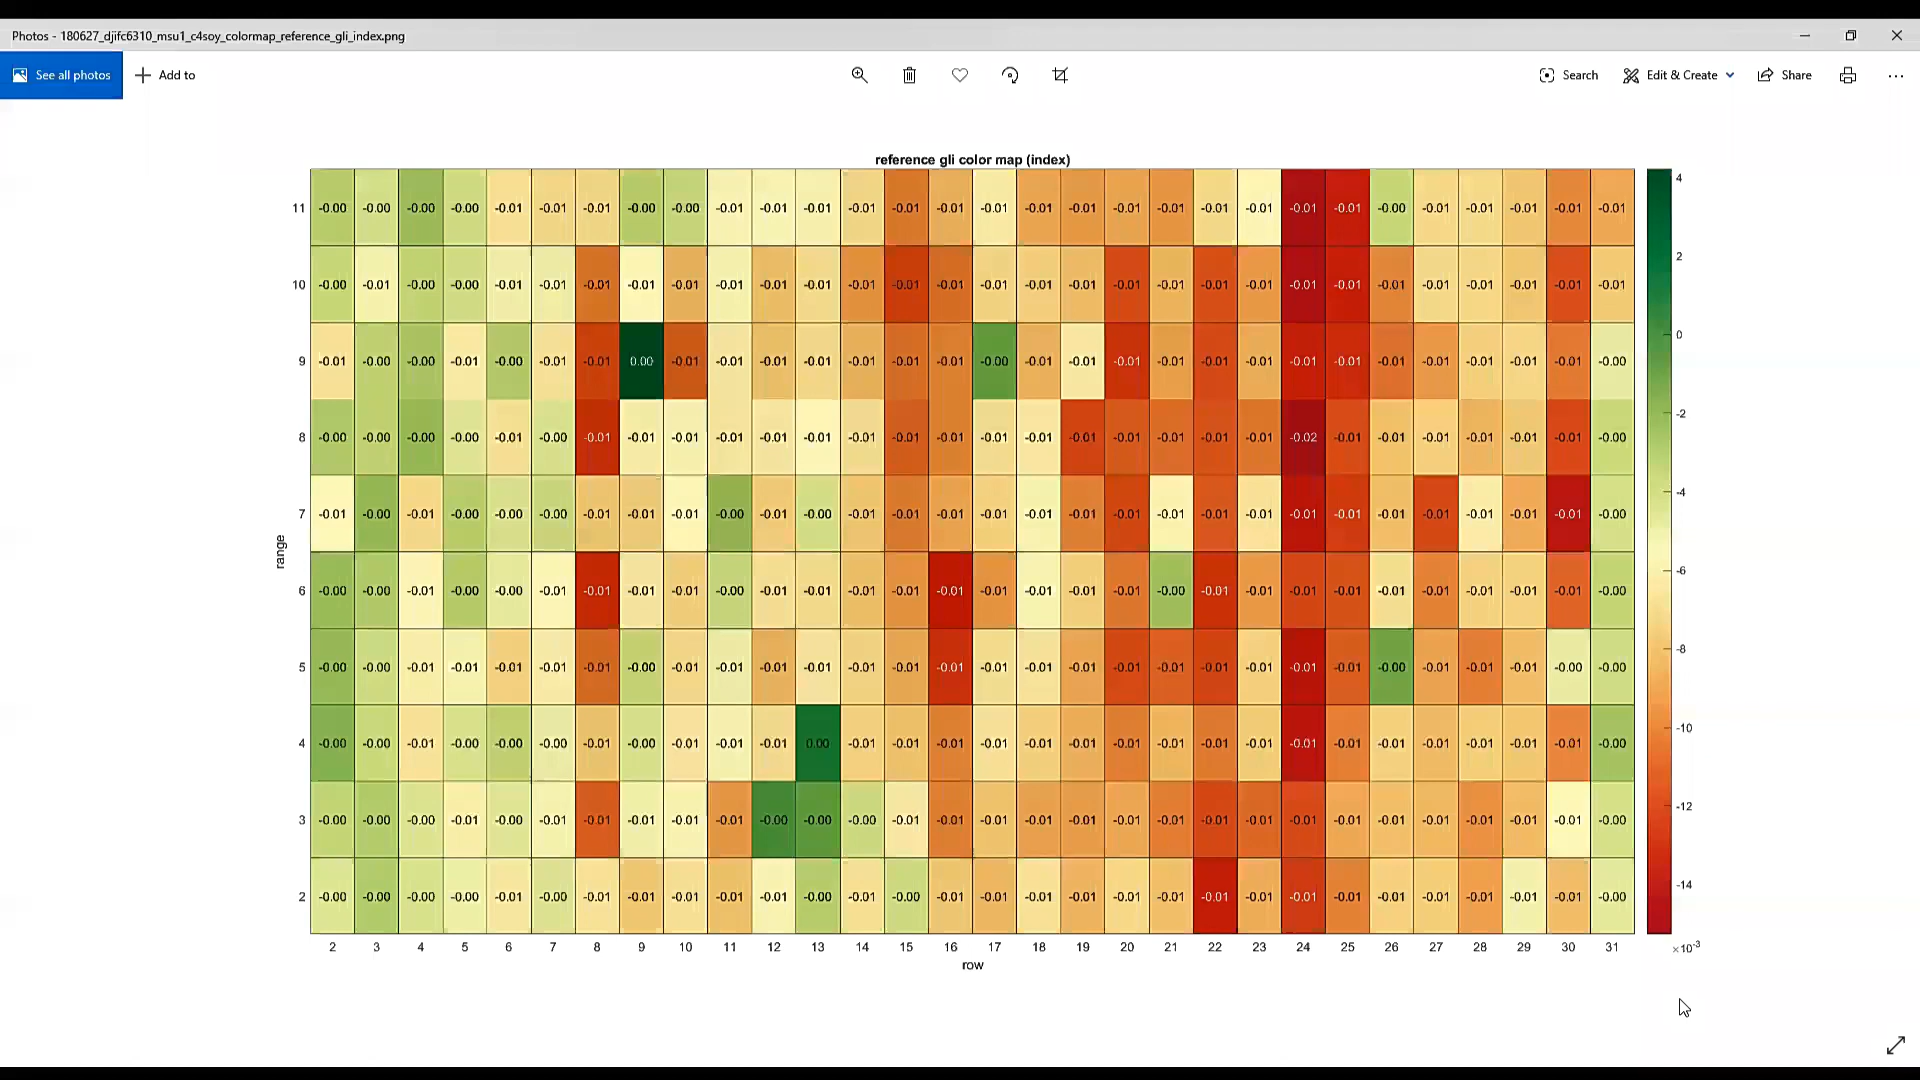 Photos - 180627_djifc6310_msu1_c4soy_colormap_reference_gli_index.png
See all photos
Add to
Search
Edit & Create
Share
reference gli color map (index)
11 -0.00 -0.00 -0.00 -0.00 -0.01 -0.01 -0.01 -0.00 -0.00 -0.01 -0.01 -0.01 -0.01 -0.01 -0.01 -0.01 -0.01 -0.01 -0.01 -0.01 -0.01 -0.01 -0.01 -0.01 -0.00 -0.01 -0.01 -0.01 -0.01 -0.01 4
10 -0.00 -0.01 -0.00 -0.00 -0.01 -0.01 -0.01 -0.01 -0.01 -0.01 -0.01 -0.01 -0.01 -0.01 -0.01 -0.01 -0.01 -0.01 -0.01 -0.01 -0.01 -0.01 -0.01 -0.01 -0.01 -0.01 -0.01 -0.01 -0.01 -0.01 2
9 -0.01 -0.00 -0.00 -0.01 -0.00 -0.01 -0.01 0.00 -0.01 -0.01 -0.01 -0.01 -0.01 -0.01 -0.01 -0.00 -0.01 -0.01 -0.01 -0.01 -0.01 -0.01 -0.01 -0.01 -0.01 -0.01 -0.01 -0.01 -0.01 -0.00 0
8 -0.00 -0.00 -0.00 -0.00 -0.01 -0.00 -0.01 -0.01 -0.01 -0.01 -0.01 -0.01 -0.01 -0.01 -0.01 -0.01 -0.01 -0.01 -0.01 -0.01 -0.01 -0.01 -0.02 -0.01 -0.01 -0.01 -0.01 -0.01 -0.01 -0.00 -2
7 -0.01 -0.00 -0.01 -0.00 -0.00 -0.00 -0.01 -0.01 -0.01 -0.00 -0.01 -0.00 -0.01 -0.01 -0.01 -0.01 -0.01 -0.01 -0.01 -0.01 -0.01 -0.01 -0.01 -0.01 -0.01 -0.01 -0.01 -0.01 -0.01 -0.00 -4
range
6 -0.00 -0.00 -0.01 -0.00 -0.00 -0.01 -0.01 -0.01 -0.01 -0.00 -0.01 -0.01 -0.01 -0.01 -0.01 -0.01 -0.01 -0.01 -0.01 -0.00 -0.01 -0.01 -0.01 -0.01 -0.01 -0.01 -0.01 -0.01 -0.01 -0.00 -6
5 -0.00 -0.00 -0.01 -0.01 -0.01 -0.01 -0.01 -0.00 -0.01 -0.01 -0.01 -0.01 -0.01 -0.01 -0.01 -0.01 -0.01 -0.01 -0.01 -0.01 -0.01 -0.01 -0.01 -0.01 -0.00 -0.01 -0.01 -0.01 -0.00 -0.00 -8
4 -0.00 -0.00 -0.01 -0.00 -0.00 -0.00 -0.01 -0.00 -0.01 -0.01 -0.01 0.00 -0.01 -0.01 -0.01 -0.01 -0.01 -0.01 -0.01 -0.01 -0.01 -0.01 -0.01 -0.01 -0.01 -0.01 -0.01 -0.01 -0.01 -0.00 -10
3 -0.00 -0.00 -0.00 -0.01 -0.00 -0.01 -0.01 -0.01 -0.01 -0.01 -0.00 -0.00 -0.00 -0.01 -0.01 -0.01 -0.01 -0.01 -0.01 -0.01 -0.01 -0.01 -0.01 -0.01 -0.01 -0.01 -0.01 -0.01 -0.01 -0.00 -12
2 -0.00 -0.00 -0.00 -0.00 -0.01 -0.00 -0.01 -0.01 -0.01 -0.01 -0.01 -0.00 -0.01 -0.00 -0.01 -0.01 -0.01 -0.01 -0.01 -0.01 -0.01 -0.01 -0.01 -0.01 -0.01 -0.01 -0.01 -0.01 -0.01 -0.00 -14
2 3 4 5 6 7 8 9 10 11 12 13 14 15 16 17 18 19 20 21 22 23 24 25 26 27 28 29 30 31 ×10-3
row